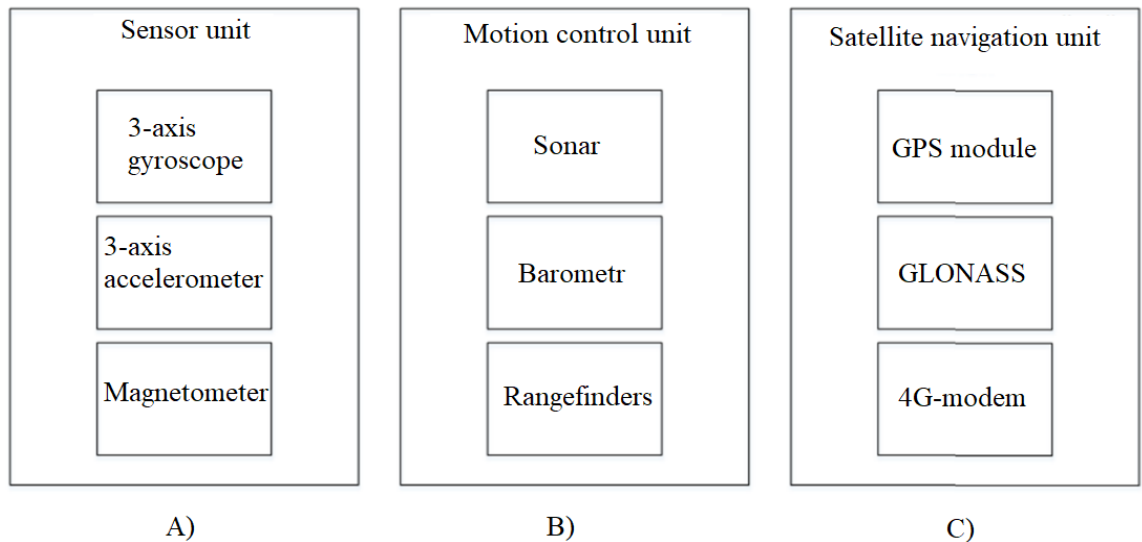 Sensor unit
3-axis
gyroscope
3-axis
accelerometer
Magnetometer
A)
Motion control unit
Sonar
Barometr
Rangefinders
B)
Satellite navigation unit
GPS module
GLONASS
4G-modem
C)